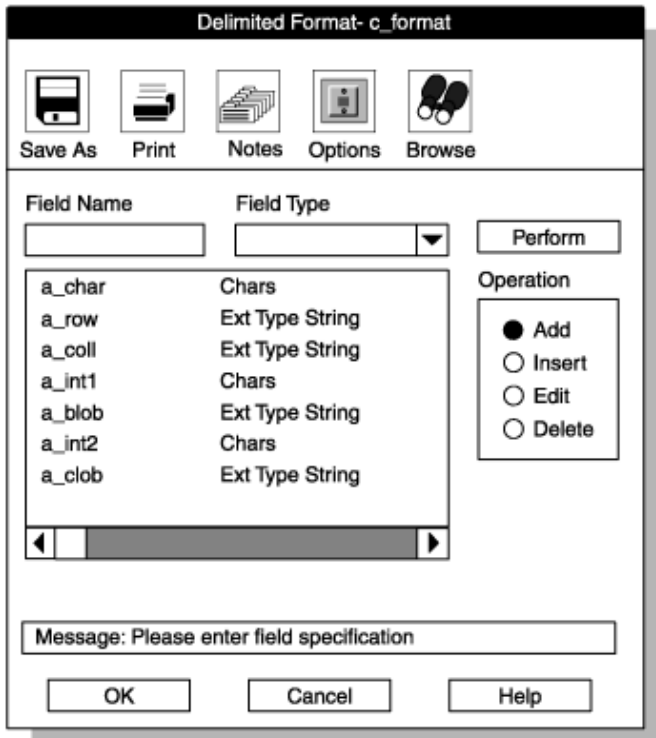 Delimited Format- c_format
Save As Print Notes Options Browse
Field Name Field Type
Perform
a_char Chars
a_row Ext Type String
a_coll Ext Type String
a_int1 Chars
a_blob Ext Type String
a_int2 Chars
a_clob Ext Type String
Operation
Add
Insert
Edit
Delete
Message: Please enter field specification
OK Cancel Help